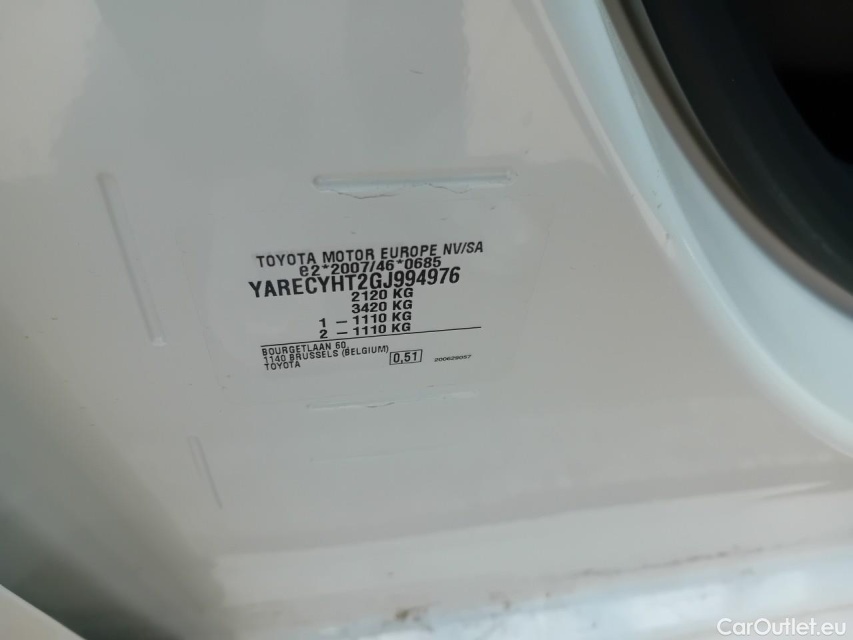 TOYOTA MOTOR EUROPE NV/SA
e2*2007/46*0685
YARECYHT2GJ994976
2120 KG
3420 KG
1 – 1110 KG
2 – 1110 KG
BOURGETLAAN 60
1140 BRUSSELS (BELGIUM)
TOYOTA
0,51
200629057
CarOutlet.eu